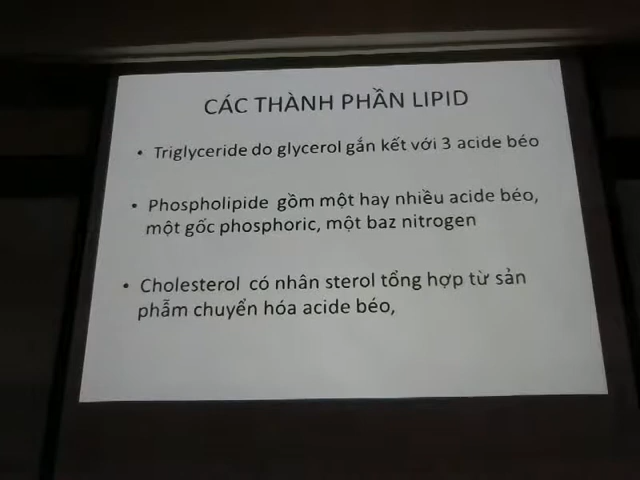 CÁC THÀNH PHẦN LIPID
• Triglyceride do glycerol gắn kết với 3 acide béo
• Phospholipide gồm một hay nhiều acide béo,
một gốc phosphoric, một baz nitrogen
• Cholesterol có nhân sterol tổng hợp từ sản
phẫm chuyển hóa acide béo,